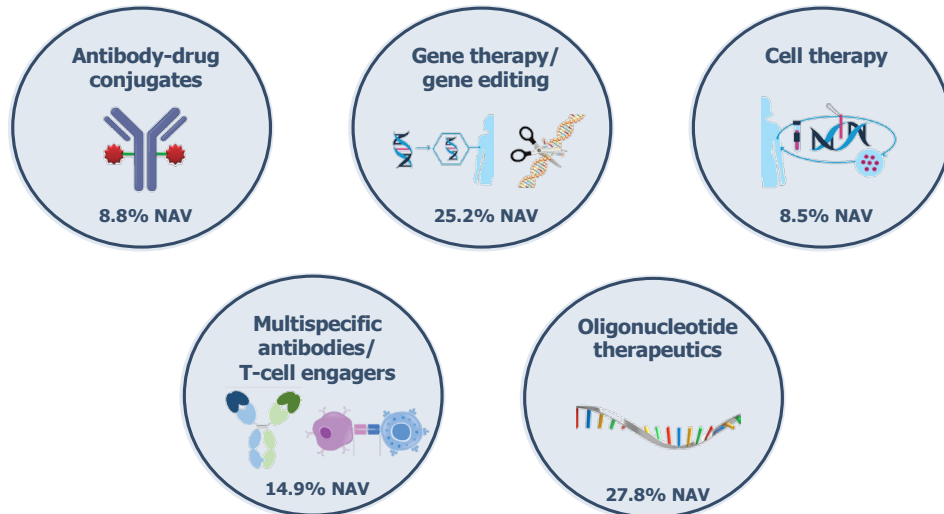 Antibody-drug
conjugates
8.8% NAV
Gene therapy/
gene editing
25.2% NAV
Cell therapy
8.5% NAV
Multispecific
antibodies/
T-cell engagers
14.9% NAV
Oligonucleotide
therapeutics
27.8% NAV